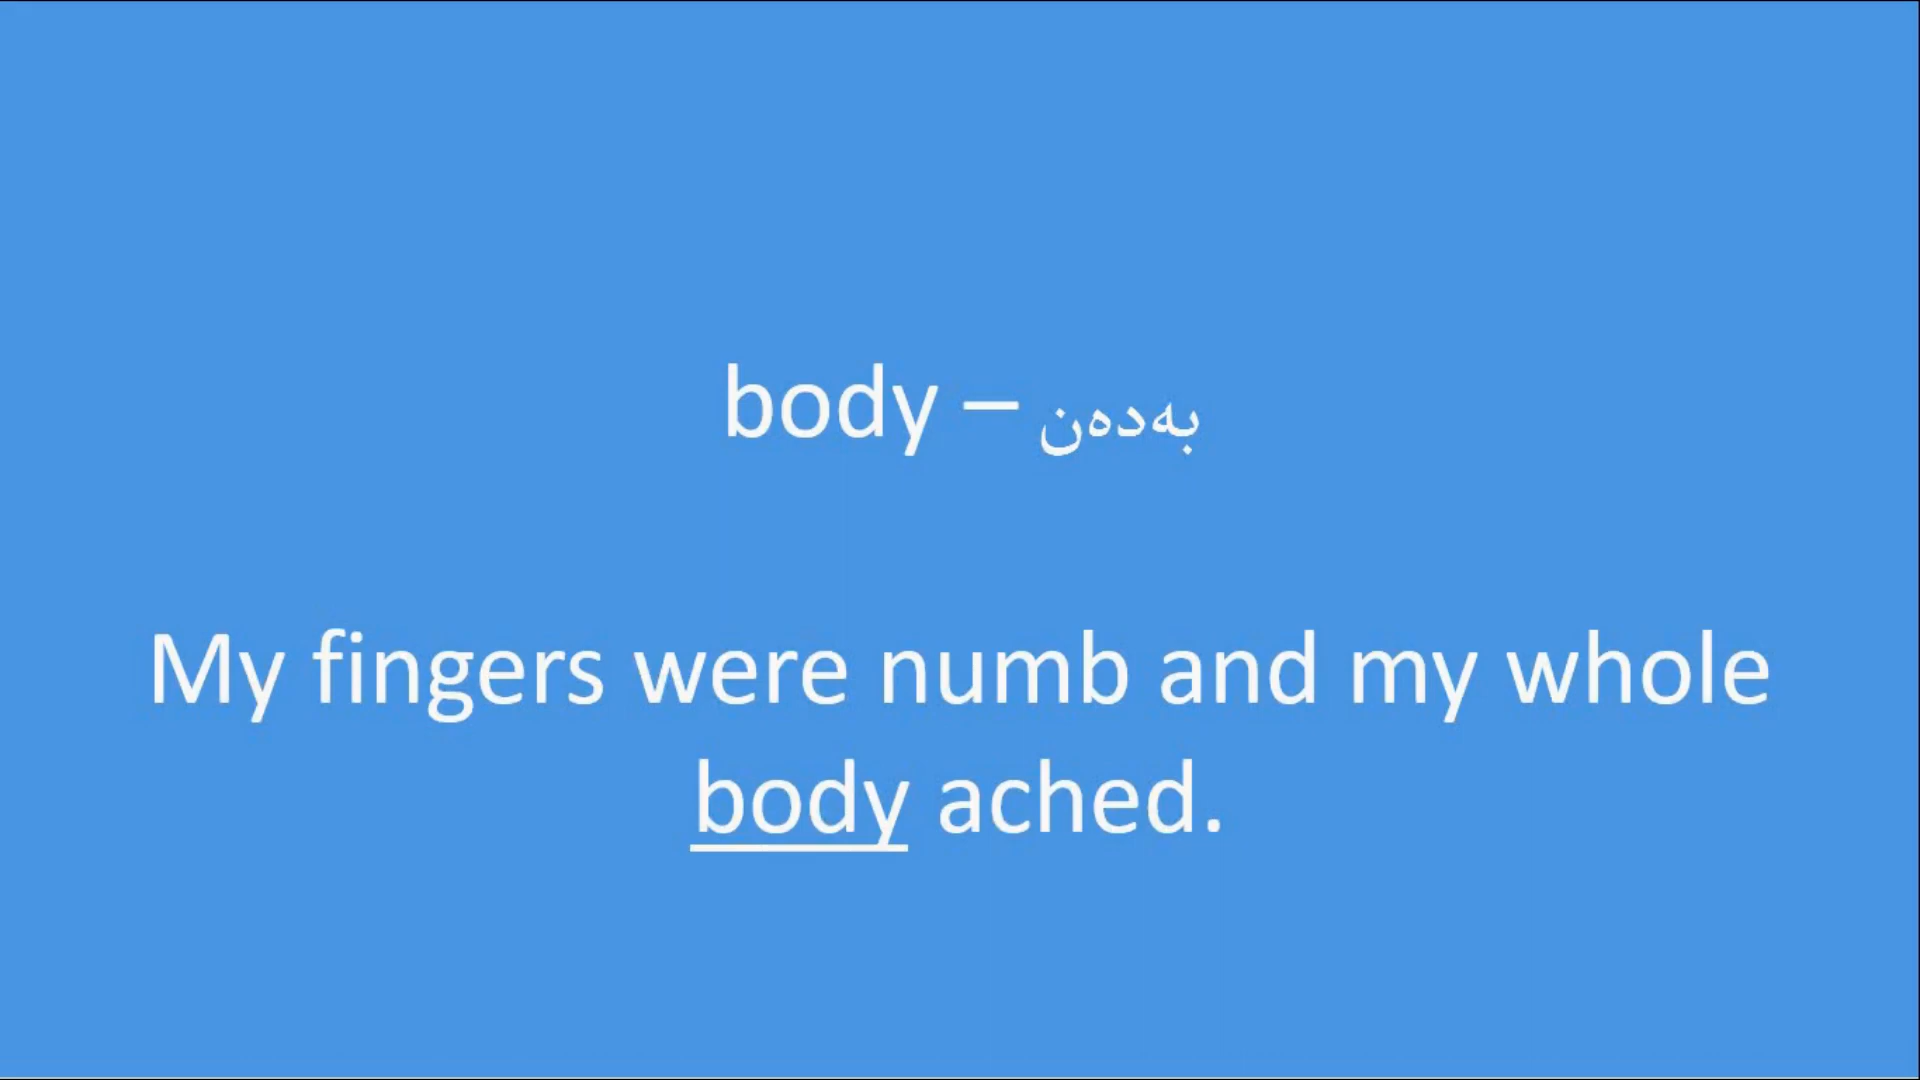 body – بەدەن
My fingers were numb and my whole
body ached.